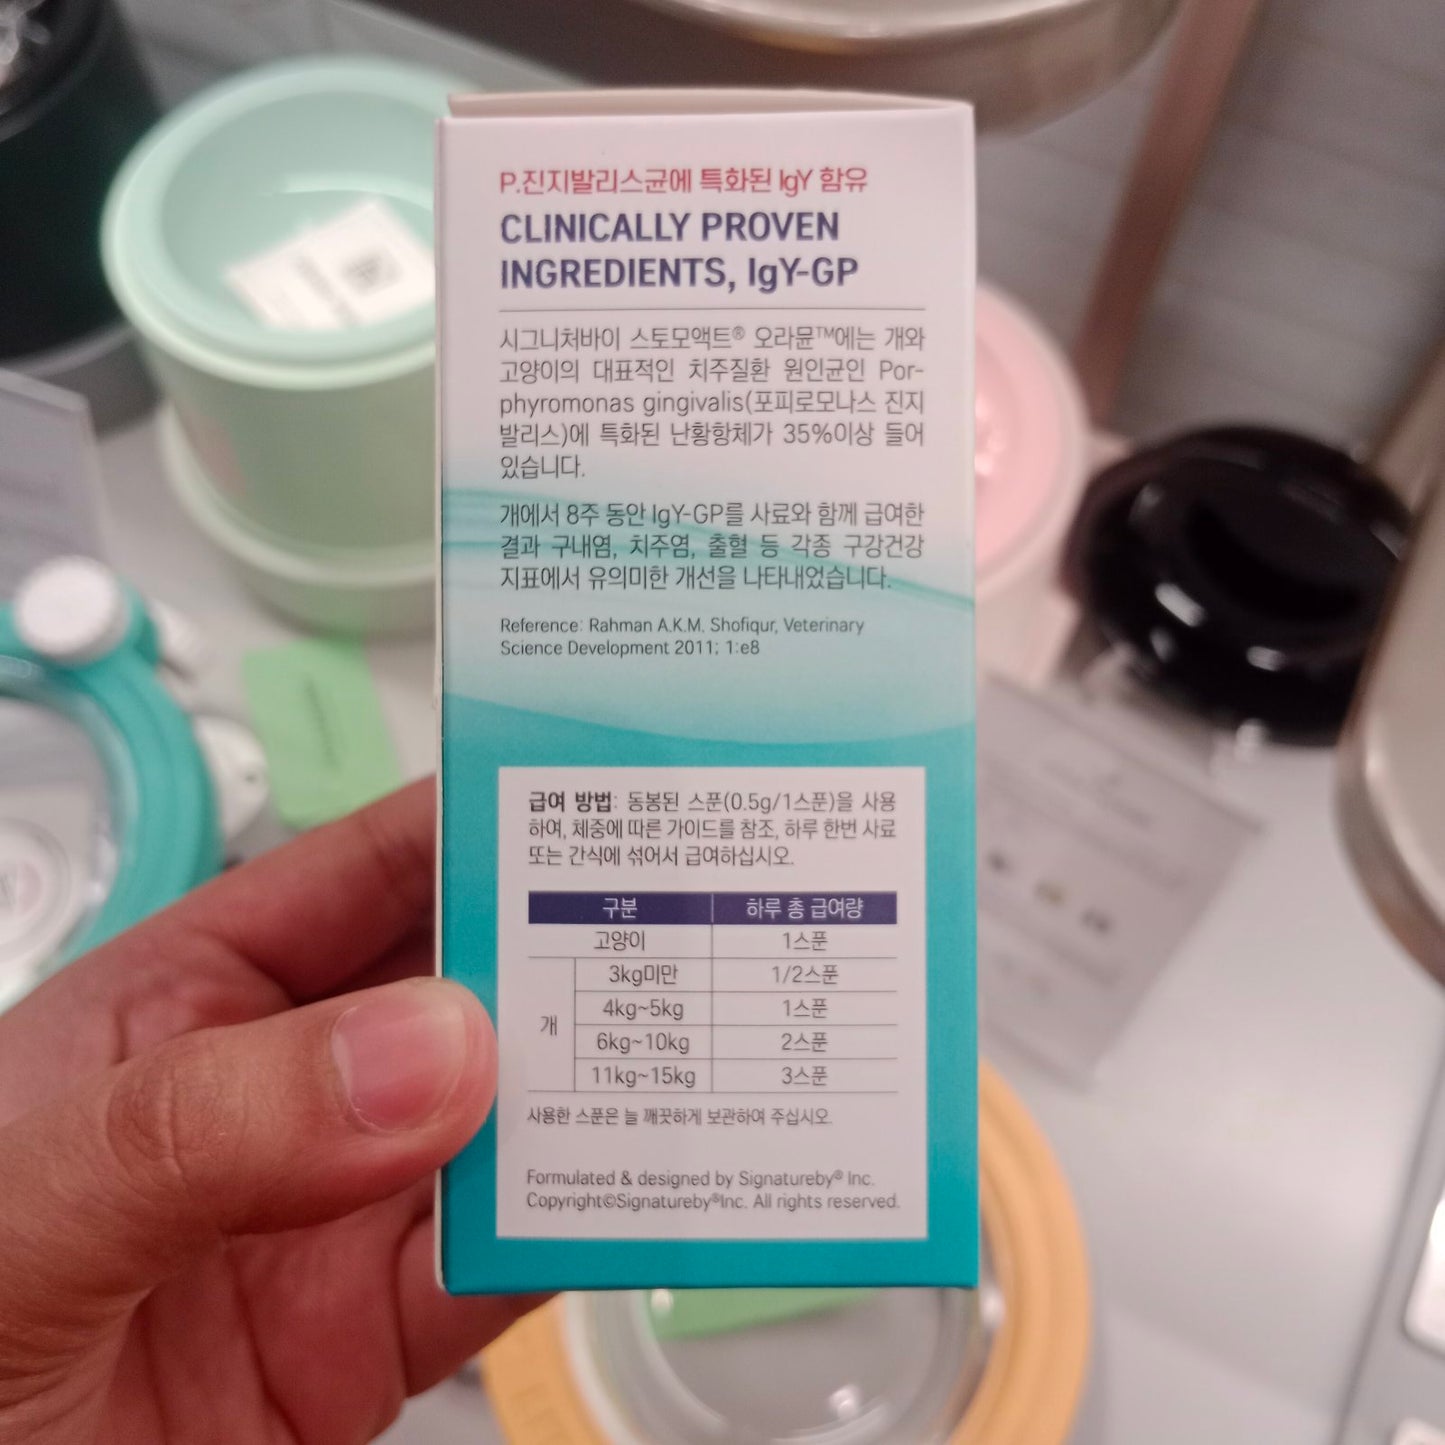 P.진지발리스균에 특화된 IgY 함유
CLINICALLY PROVEN
INGREDIENTS, IgY-GP
시그니처바이 스토모액트® 오라뮨™에는 개와
고양이의 대표적인 치주질환 원인균인 Por-
phyromonas gingivalis(포피로모나스 진지
발리스)에 특화된 난황항체가 35%이상 들어
있습니다.
개에서 8주 동안 IgY-GP를 사료와 함께 급여한
결과 구내염, 치주염, 출혈 등 각종 구강건강
지표에서 유의미한 개선을 나타내었습니다.
Reference: Rahman A.K.M. Shofiqur, Veterinary
Science Development 2011; 1:e8
급여 방법: 동봉된 스푼(0.5g/1스푼)을 사용
하여, 체중에 따른 가이드를 참조, 하루 한번 사료
또는 간식에 섞어서 급여하십시오.
구분 하루 총 급여량
고양이 1스푼
개
3kg미만 1/2스푼
4kg~5kg 1스푼
6kg~10kg 2스푼
11kg~15kg 3스푼
사용한 스푼은 늘 깨끗하게 보관하여 주십시오.
Formulated & designed by Signatureby® Inc.
Copyright©Signatureby®Inc. All rights reserved.